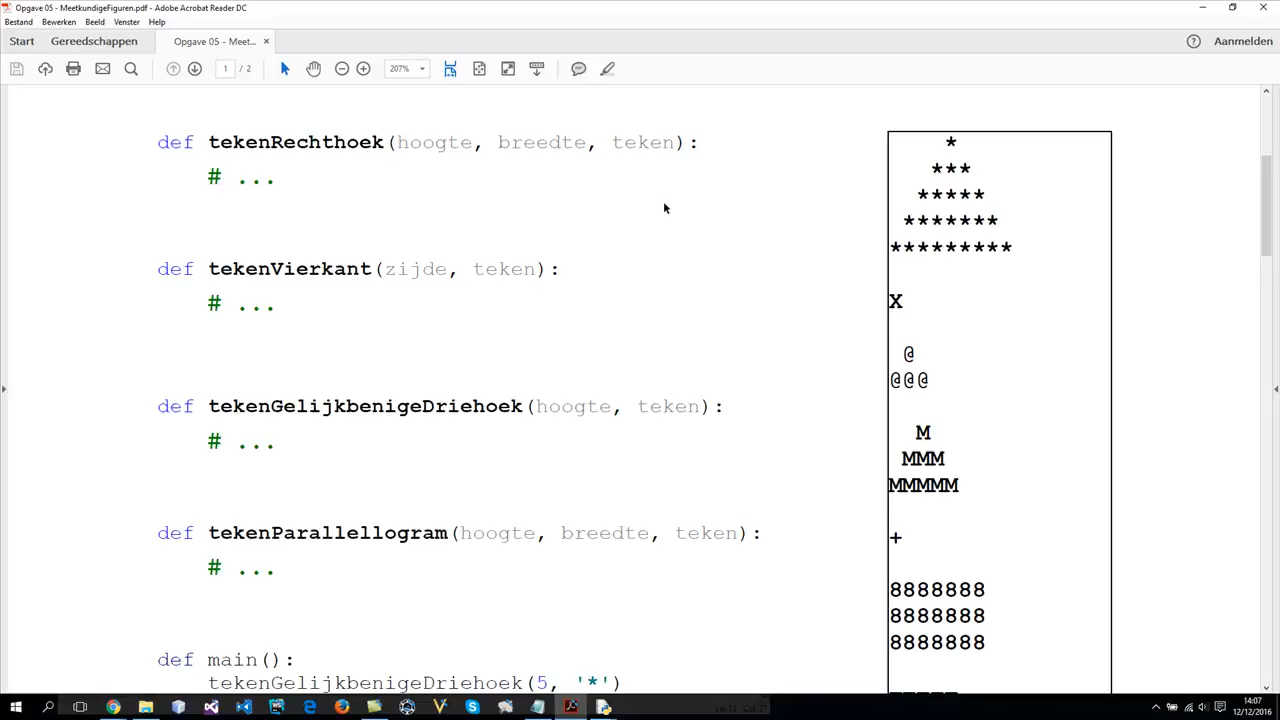 Opgave 05 - MeetkundigeFiguren.pdf - Adobe Acrobat Reader DC
Bestand Bewerken Beeld Venster Help
Start Gereedschappen Opgave 05 - Meet... × Aanmelden
1 / 2 207%
def tekenRechthoek(hoogte, breedte, teken):
# ...
def tekenVierkant(zijde, teken):
# ...
def tekenGelijkbenigeDriehoek(hoogte, teken):
# ...
def tekenParallellogram(hoogte, breedte, teken):
# ...
def main():
tekenGelijkbenigeDriehoek(5, '*')
*
***
*****
*******
*********
X
@
@@@
M
MMM
MMMMM
+
8888888
8888888
8888888
14:07
12/12/2016